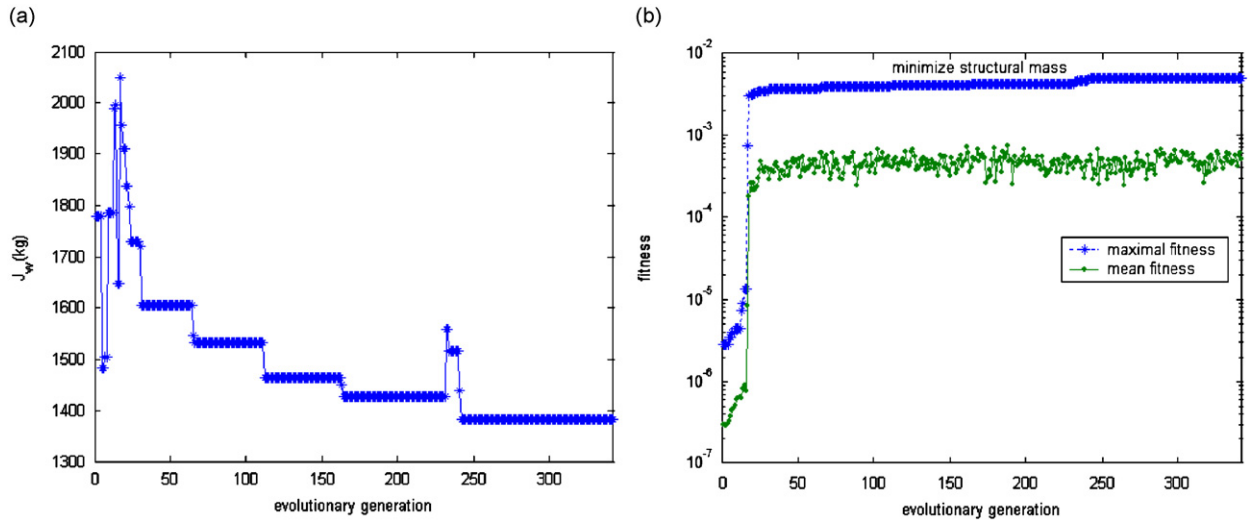 (a)
2100
2000
1900
1800
1700
1600
1500
1400
1300
J_w(kg)
0 50 100 150 200 250 300
evolutionary generation
(b)
10^-2
10^-3
10^-4
10^-5
10^-6
10^-7
fitness
minimize structural mass
maximal fitness
mean fitness
0 50 100 150 200 250 300
evolutionary generation